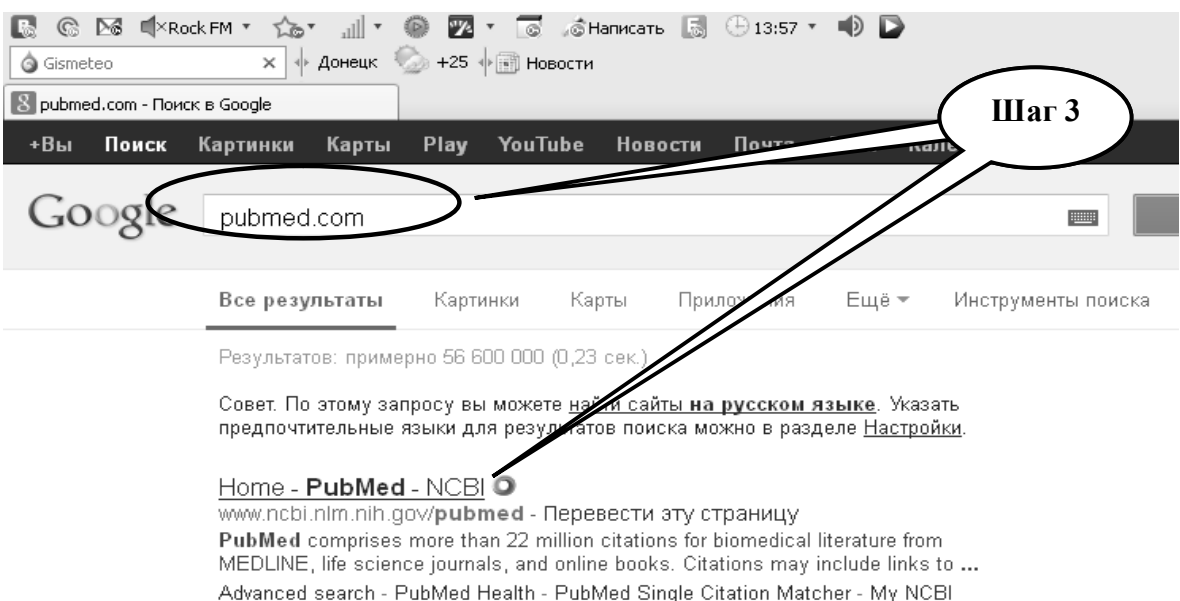 Rock FM
Написать
13:57
Gismeteo
Донецк
+25
Новости
pubmed.com - Поиск в Google
Шаг 3
+Вы Поиск Картинки Карты Play YouTube Новости Почта
Google
pubmed.com
Все результаты Картинки Карты Приложения Ещё Инструменты поиска
Результатов: примерно 56 600 000 (0,23 сек.)
Совет. По этому запросу вы можете найти сайты на русском языке. Указать
предпочтительные языки для результатов поиска можно в разделе Настройки.
Home - PubMed - NCBI
www.ncbi.nlm.nih.gov/pubmed - Перевести эту страницу
PubMed comprises more than 22 million citations for biomedical literature from
MEDLINE, life science journals, and online books. Citations may include links to ...
Advanced search - PubMed Health - PubMed Single Citation Matcher - My NCBI